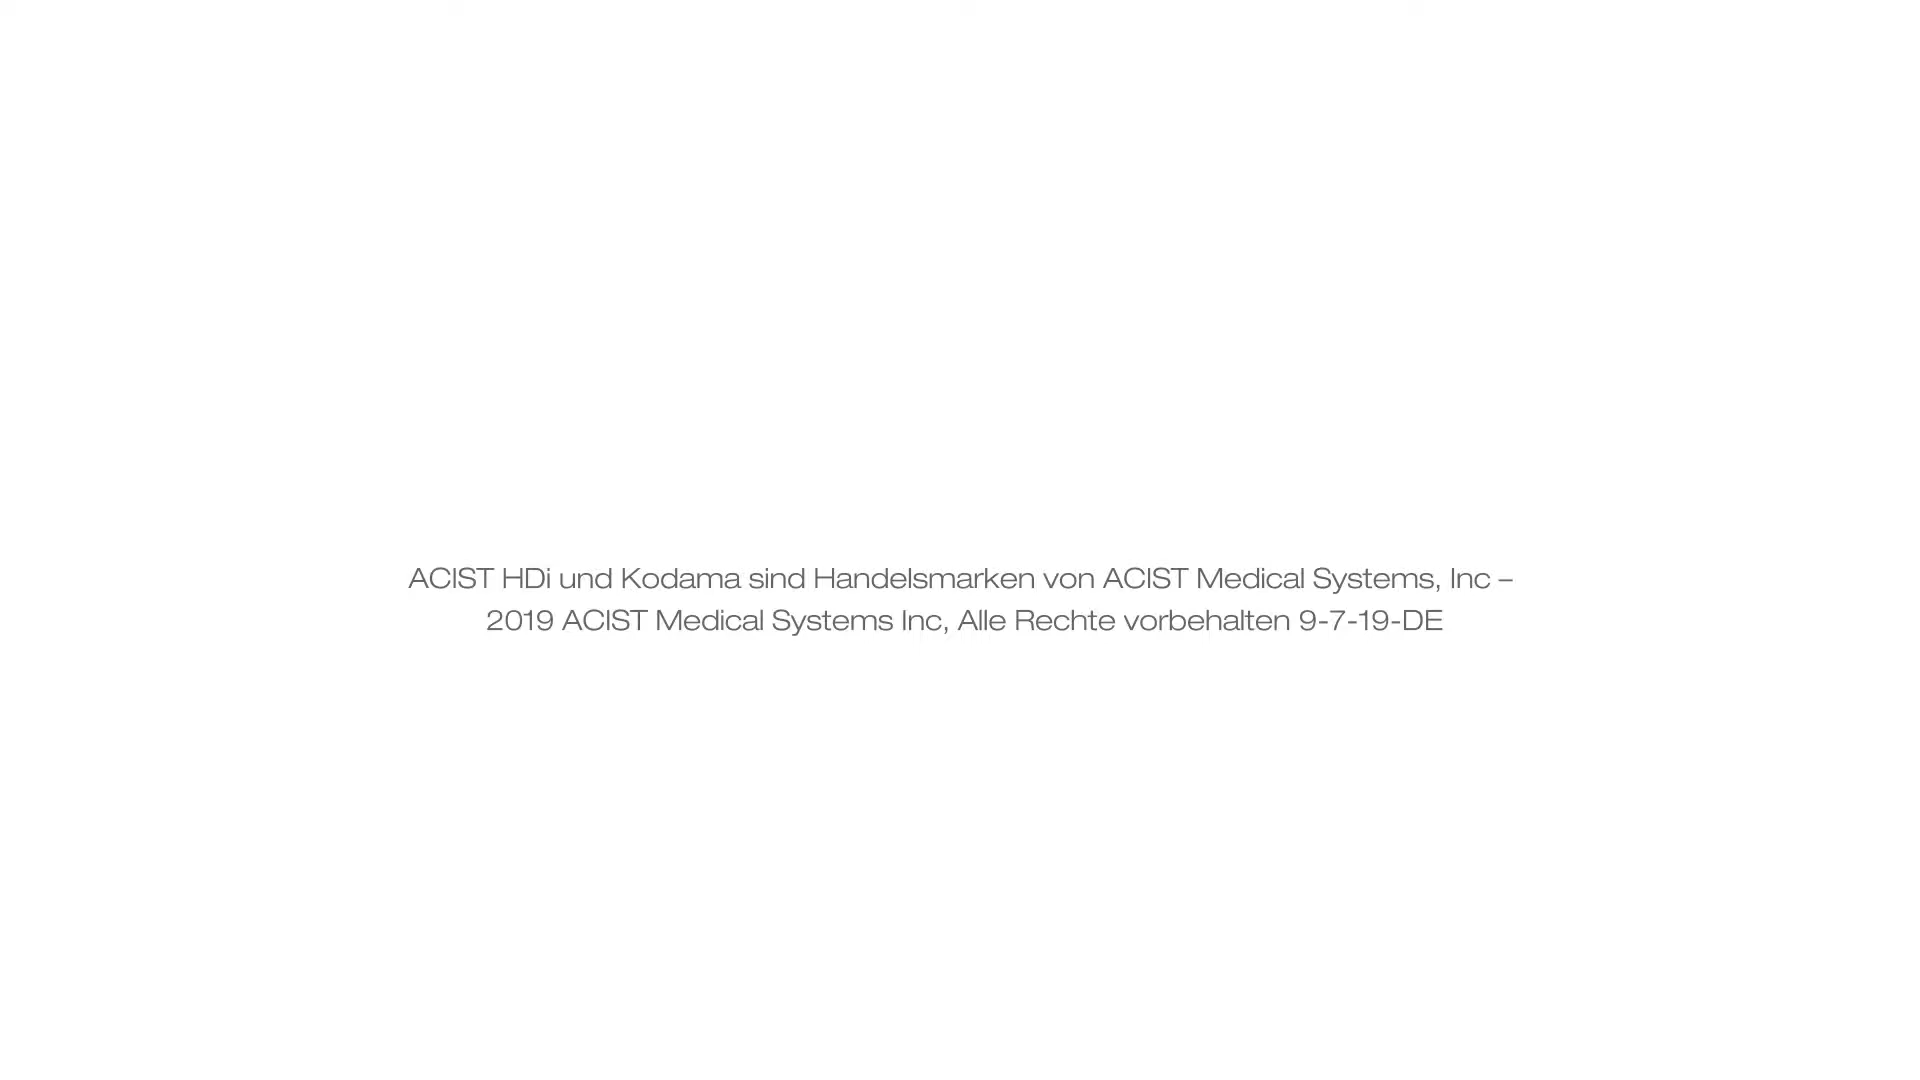 ACIST HDi und Kodama sind Handelsmarken von ACIST Medical Systems, Inc –
2019 ACIST Medical Systems Inc, Alle Rechte vorbehalten 9-7-19-DE